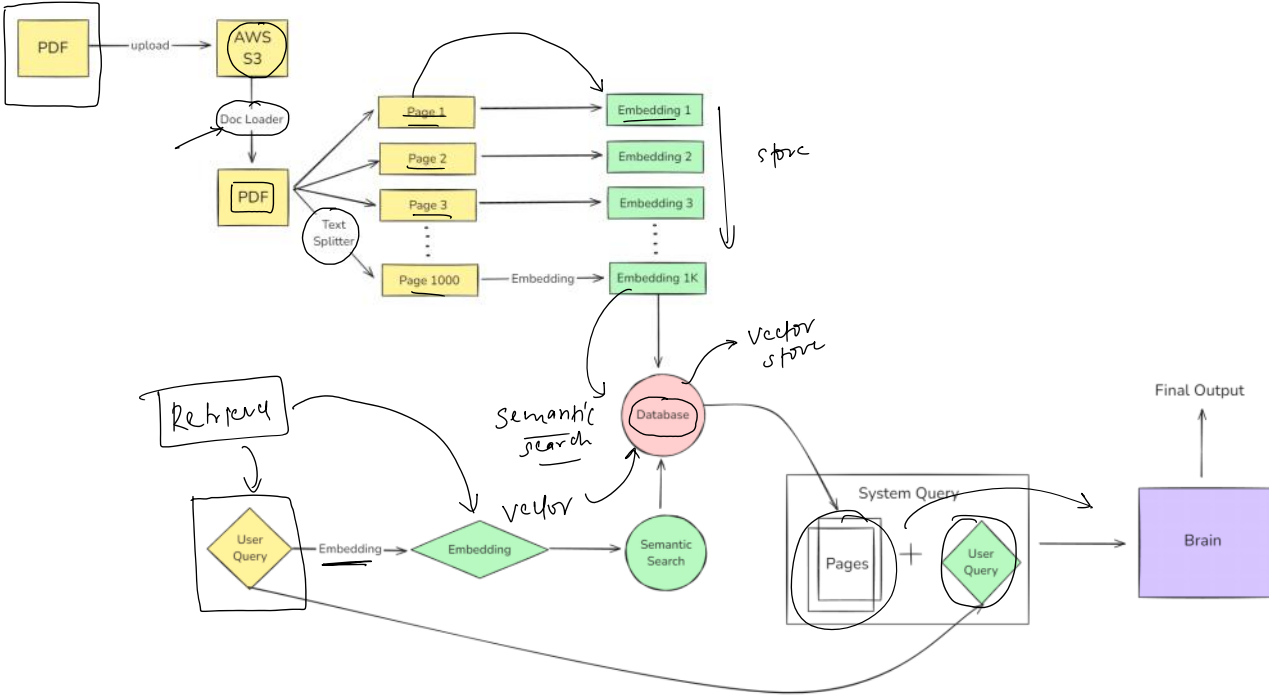 PDF
upload
AWS
S3
Doc Loader
PDF
Text
Splitter
Page 1
Page 2
Page 3
Page 1000
Embedding
Embedding 1
Embedding 2
Embedding 3
Embedding 1K
store
vector
store
Database
semantic
search
vector
Semantic
Search
Retrieve
User
Query
Embedding
Embedding
System Query
Pages
+
User
Query
Brain
Final Output